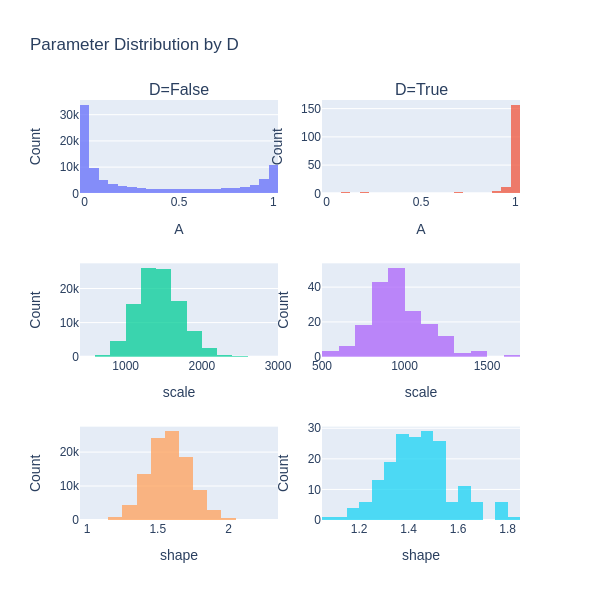 Parameter Distribution by D
D=False
D=True
Count
30k
20k
10k
0
0
0.5
1
A
Count
150
100
50
0
0
0.5
1
A
Count
20k
10k
0
1000
2000
3000
scale
Count
40
20
0
500
1000
1500
scale
Count
20k
10k
0
1
1.5
2
shape
Count
30
20
10
0
1.2
1.4
1.6
1.8
shape